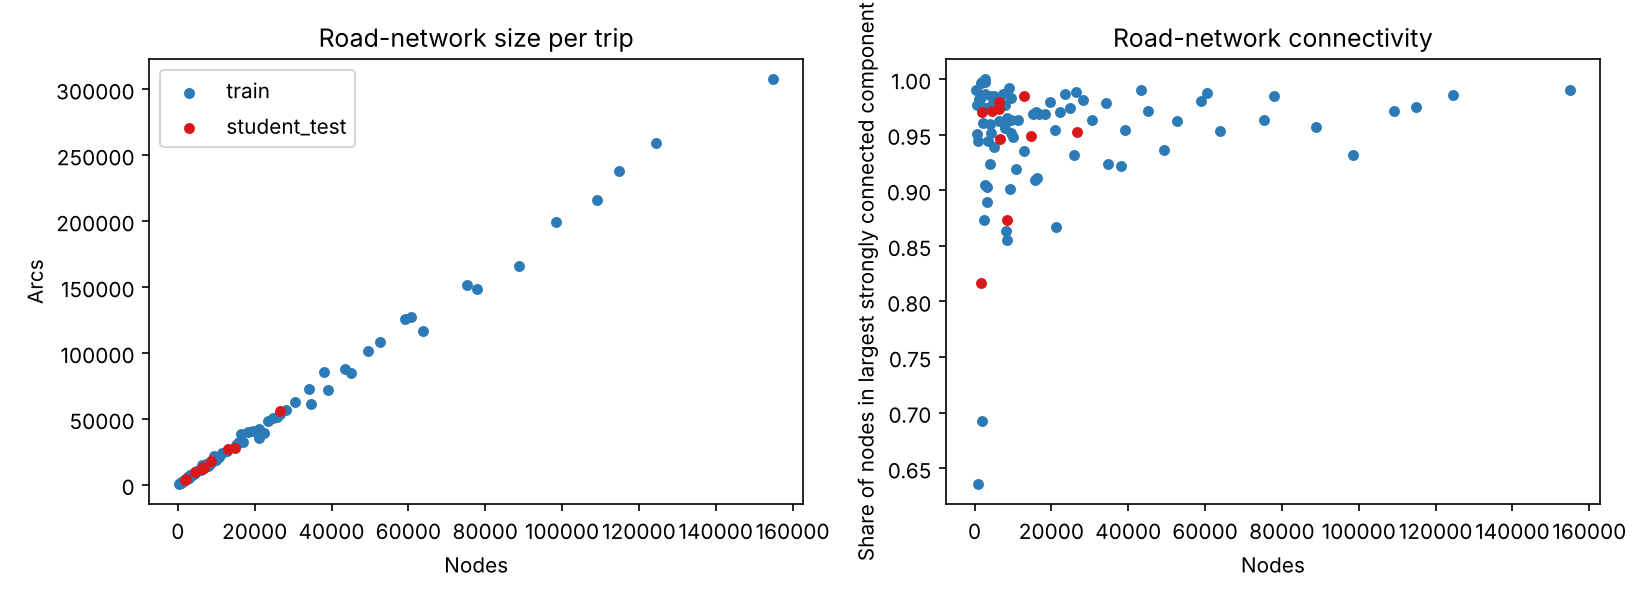 Road-network size per trip
train
student_test
Arcs
300000
250000
200000
150000
100000
50000
0
0 20000 40000 60000 80000 100000 120000 140000 160000
Nodes
Road-network connectivity
Share of nodes in largest strongly connected component
1.00
0.95
0.90
0.85
0.80
0.75
0.70
0.65
0 20000 40000 60000 80000 100000 120000 140000 160000
Nodes